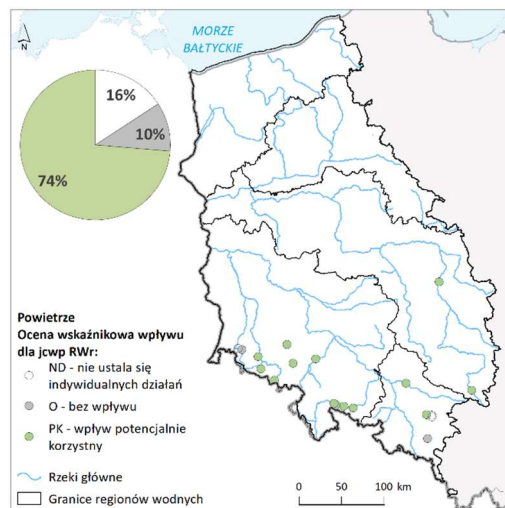 MORZE
BAŁTYCKIE
N
16%
10%
74%
Powietrze
Ocena wskaźnikowa wpływu
dla jcwp RWr:
ND - nie ustala się
indywidualnych działań
O - bez wpływu
PK - wpływ potencjalnie
korzystny
Rzeki główne
Granice regionów wodnych
0 50 100 km